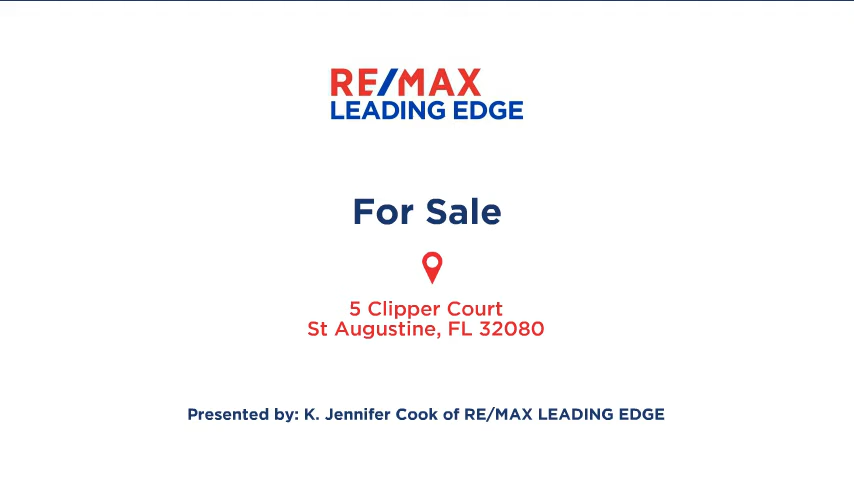 RE/MAX
LEADING EDGE
For Sale
5 Clipper Court
St Augustine, FL 32080
Presented by: K. Jennifer Cook of RE/MAX LEADING EDGE